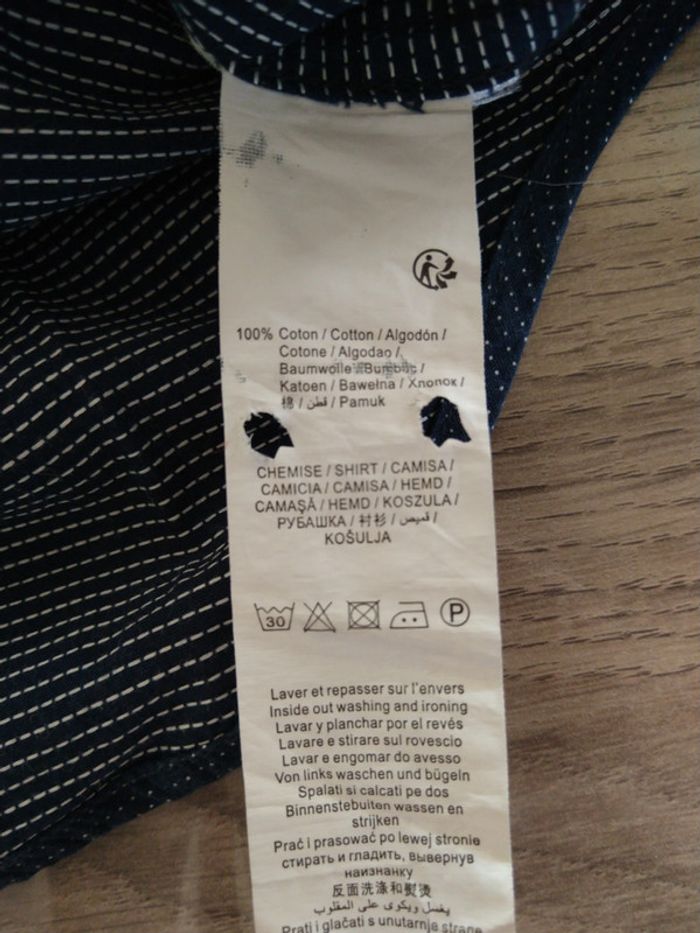 100% Coton / Cotton / Algodón /
Cotone / Algodao /
Baumwolle
Katoen / Bawełna / Хлопок /
棉 / قطن / Pamuk
CHEMISE / SHIRT / CAMISA /
CAMICIA / CAMISA / HEMD /
CAMAŞĂ / HEMD / KOSZULA /
РУБАШКА / 衬衫 / قميص /
KOŠULJA
30 P
Laver et repasser sur l'envers
Inside out washing and ironing
Lavar y planchar por el revés
Lavare e stirare sul rovescio
Lavar e engomar do avesso
Von links waschen und bügeln
Spalati si calcati pe dos
Binnenstebuiten wassen en
strijken
Prać i prasować po lewej stronie
стирать и гладить, вывернув
наизнанку
反面洗涤和熨烫
يغسل ويكوى على المقلوب
Prati i glačati s unutarnje strane